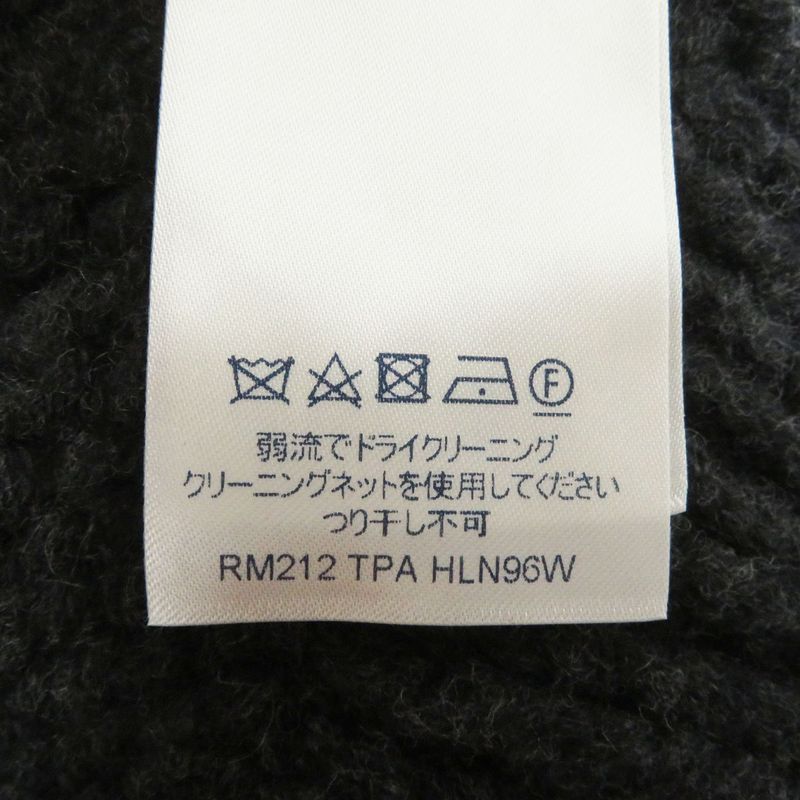 F
弱流でドライクリーニング
クリーニングネットを使用してください
つり干し不可
RM212 TPA HLN96W